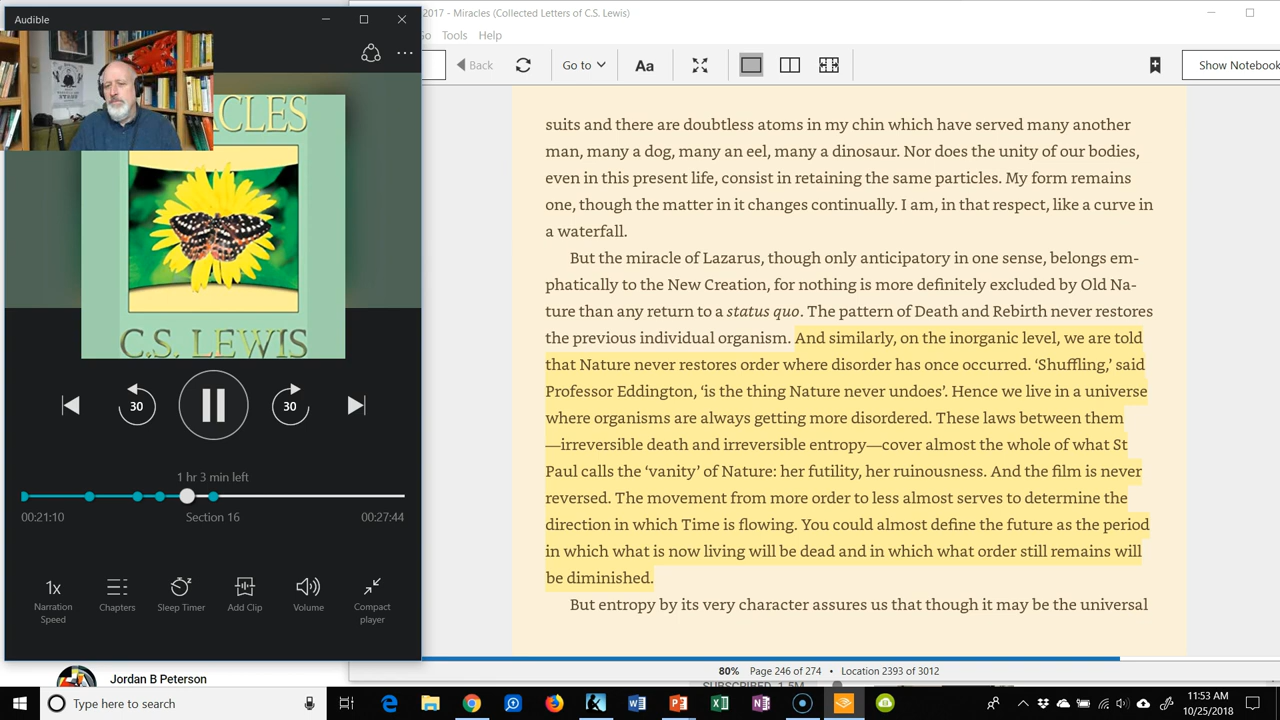 Audible
2017 - Miracles (Collected Letters of C.S. Lewis)
Go Tools Help
Back
Go to
Aa
Show Notebook
RACLES
C.S. LEWIS
30
30
1 hr 3 min left
00:21:10
Section 16
00:27:44
1x
Narration
Speed
Chapters
Sleep Timer
Add Clip
Volume
Compact
player
suits and there are doubtless atoms in my chin which have served many another
man, many a dog, many an eel, many a dinosaur. Nor does the unity of our bodies,
even in this present life, consist in retaining the same particles. My form remains
one, though the matter in it changes continually. I am, in that respect, like a curve in
a waterfall.
But the miracle of Lazarus, though only anticipatory in one sense, belongs em-
phatically to the New Creation, for nothing is more definitely excluded by Old Na-
ture than any return to a status quo. The pattern of Death and Rebirth never restores
the previous individual organism. And similarly, on the inorganic level, we are told
that Nature never restores order where disorder has once occurred. ‘Shuffling,’ said
Professor Eddington, ‘is the thing Nature never undoes’. Hence we live in a universe
where organisms are always getting more disordered. These laws between them
—irreversible death and irreversible entropy—cover almost the whole of what St
Paul calls the ‘vanity’ of Nature: her futility, her ruinousness. And the film is never
reversed. The movement from more order to less almost serves to determine the
direction in which Time is flowing. You could almost define the future as the period
in which what is now living will be dead and in which what order still remains will
be diminished.
But entropy by its very character assures us that though it may be the universal
80% Page 246 of 274 • Location 2393 of 3012
Jordan B Peterson
SUBSCRIBED 1.5M
Type here to search
11:53 AM
10/25/2018